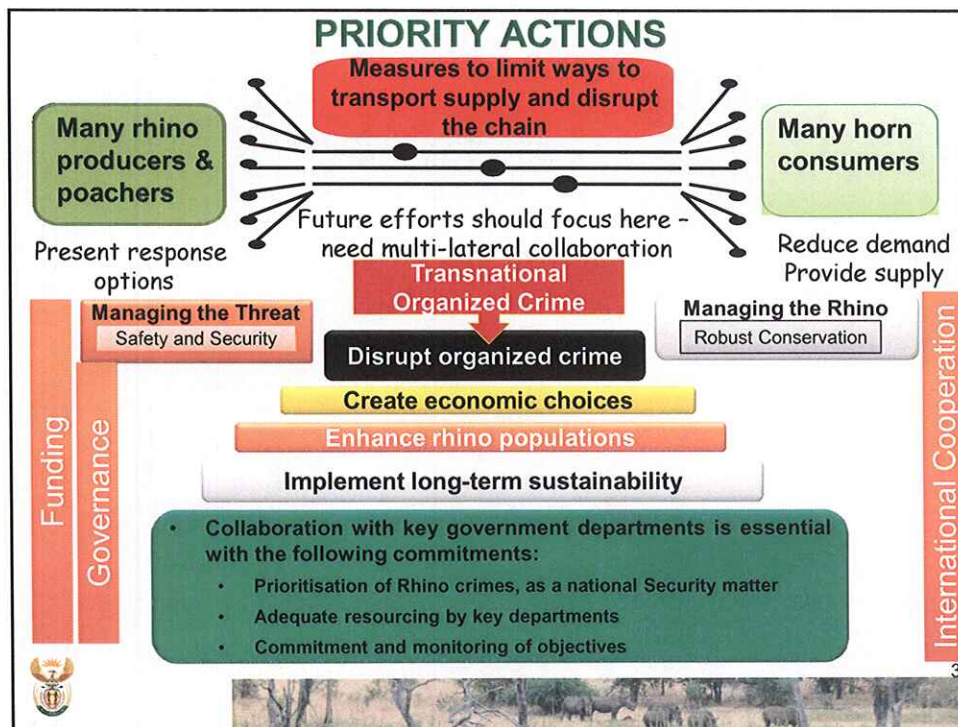 PRIORITY ACTIONS
Measures to limit ways to
transport supply and disrupt
the chain
Many rhino
producers &
poachers
Many horn
consumers
Future efforts should focus here –
need multi-lateral collaboration
Present response
options
Reduce demand
Provide supply
Transnational
Organized Crime
Managing the Threat
Safety and Security
Managing the Rhino
Robust Conservation
Disrupt organized crime
Create economic choices
Enhance rhino populations
Implement long-term sustainability
Funding
Governance
International Cooperation
• Collaboration with key government departments is essential
with the following commitments:
• Prioritisation of Rhino crimes, as a national Security matter
• Adequate resourcing by key departments
• Commitment and monitoring of objectives
3